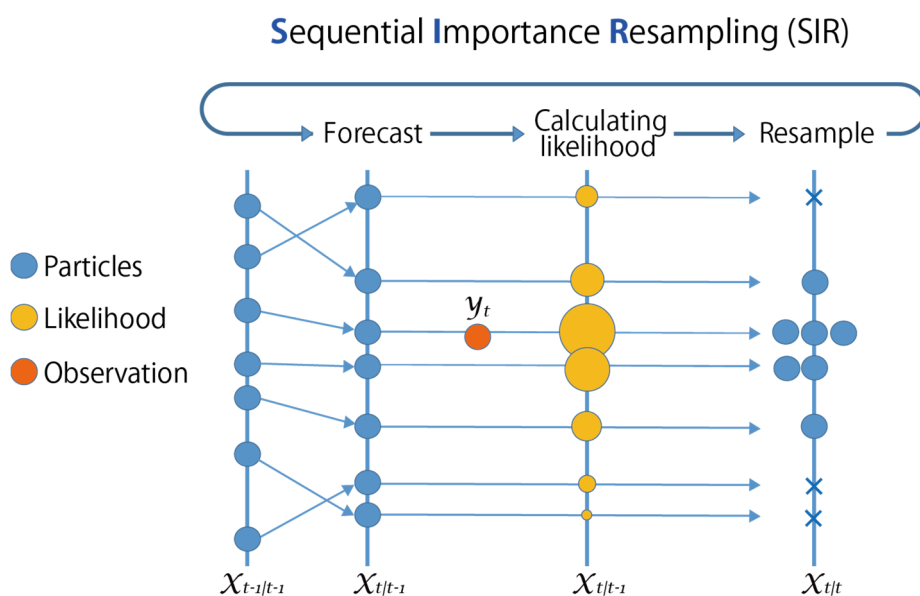 Sequential Importance Resampling (SIR)
Forecast
Calculating
likelihood
Resample
Particles
Likelihood
Observation
yt
Xt-1|t-1
Xt|t-1
Xt|t-1
Xt|t